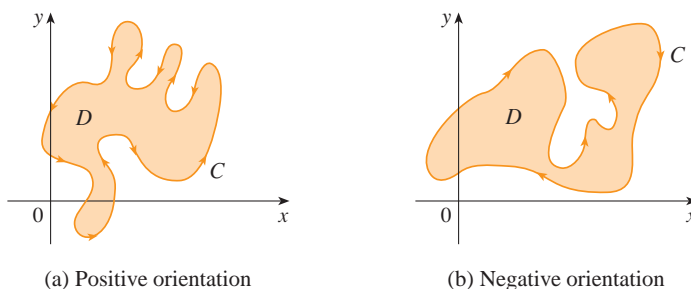 y
D
C
0
x
(a) Positive orientation
y
C
D
0
x
(b) Negative orientation